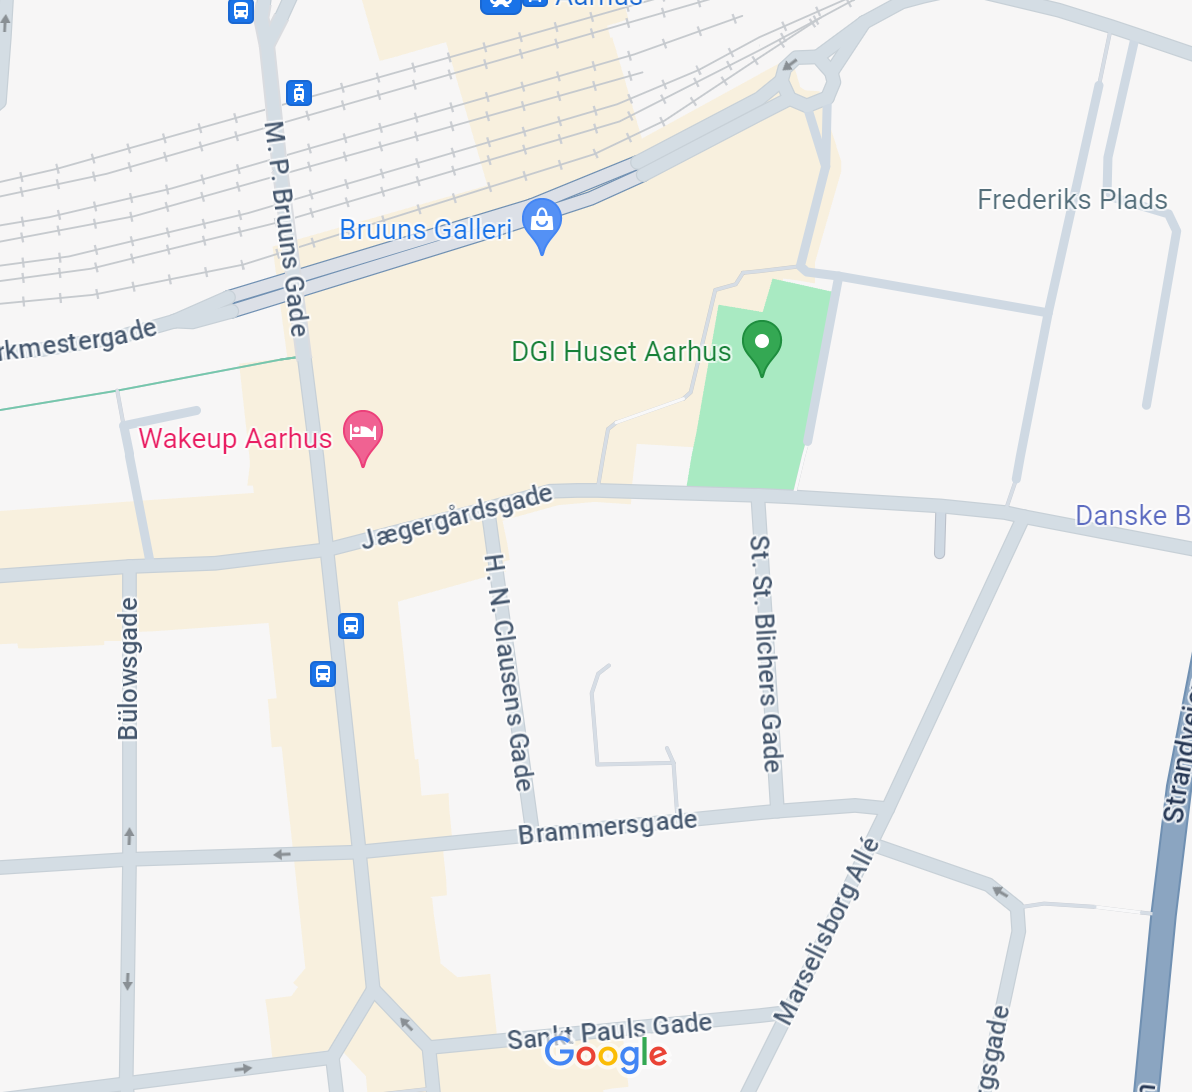 Aarhus
M. P. Bruuns Gade
Frederiks Plads
Bruuns Galleri
rkmestergade
DGI Huset Aarhus
Wakeup Aarhus
Jægergårdsgade
Danske B
H. N. Clausens Gade
St. St. Blichers Gade
Bülowsgade
Strandveje
Brammersgade
Marselisborg Allé
Sankt Pauls Gade
Google
gsgade